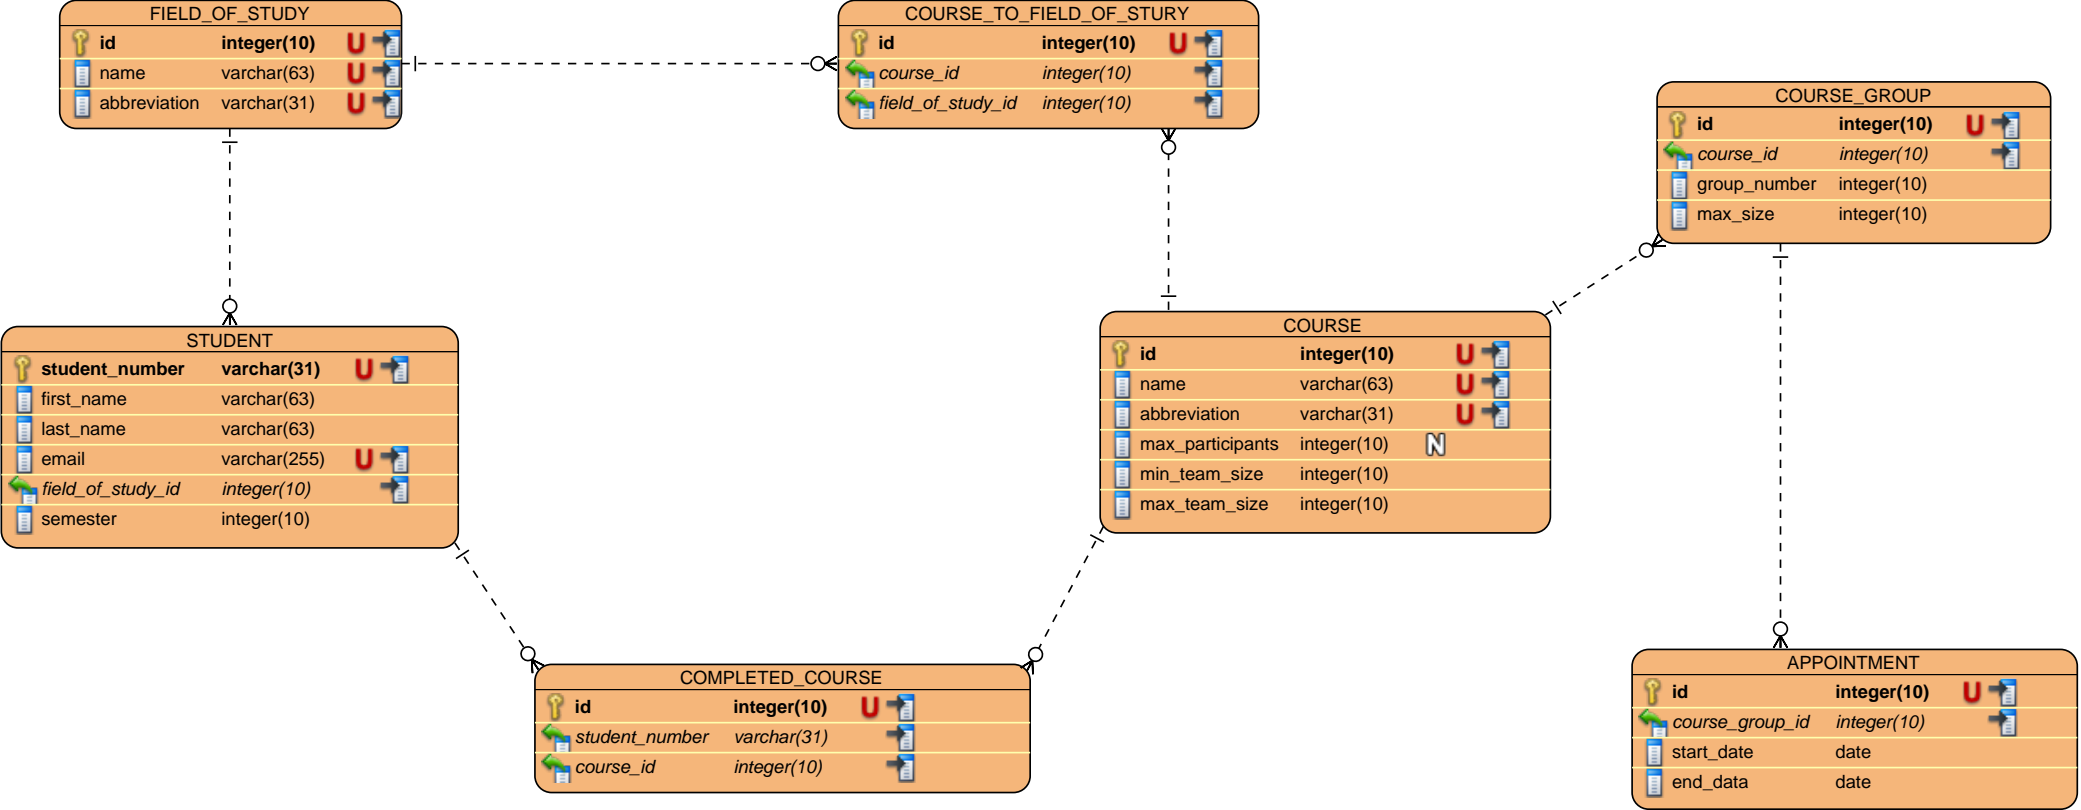 FIELD_OF_STUDY
id integer(10) U
name varchar(63) U
abbreviation varchar(31) U
COURSE_TO_FIELD_OF_STURY
id integer(10) U
course_id integer(10)
field_of_study_id integer(10)
COURSE_GROUP
id integer(10) U
course_id integer(10)
group_number integer(10)
max_size integer(10)
STUDENT
student_number varchar(31) U
first_name varchar(63)
last_name varchar(63)
email varchar(255) U
field_of_study_id integer(10)
semester integer(10)
COURSE
id integer(10) U
name varchar(63) U
abbreviation varchar(31) U
max_participants integer(10) N
min_team_size integer(10)
max_team_size integer(10)
COMPLETED_COURSE
id integer(10) U
student_number varchar(31)
course_id integer(10)
APPOINTMENT
id integer(10) U
course_group_id integer(10)
start_date date
end_data date